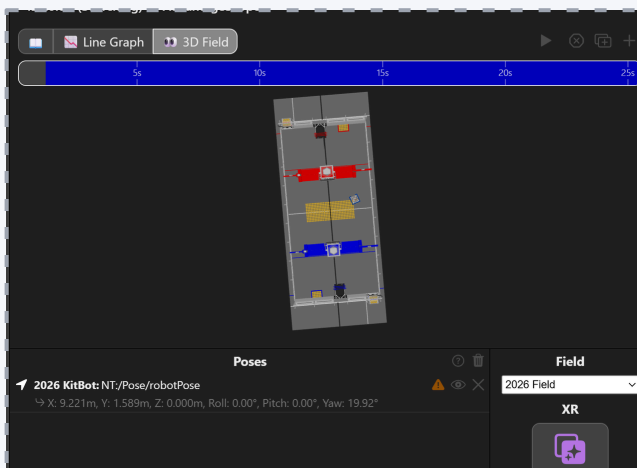 Line Graph
3D Field
5s
10s
15s
20s
25s
Poses
Field
2026 KitBot: NT:/Pose/robotPose
X: 9.221m, Y: 1.589m, Z: 0.000m, Roll: 0.00°, Pitch: 0.00°, Yaw: 19.92°
2026 Field
XR